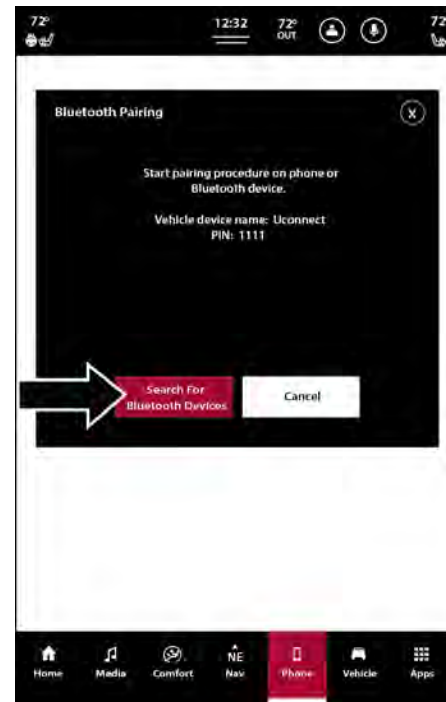 72°
12:32
72°
OUT
72°
Bluetooth Pairing
X
Start pairing procedure on phone or
Bluetooth device.
Vehicle device name: Uconnect
PIN: 1111
Search For
Bluetooth Devices
Cancel
NE
Home
Media
Comfort
Nav
Phone
Vehicle
Apps